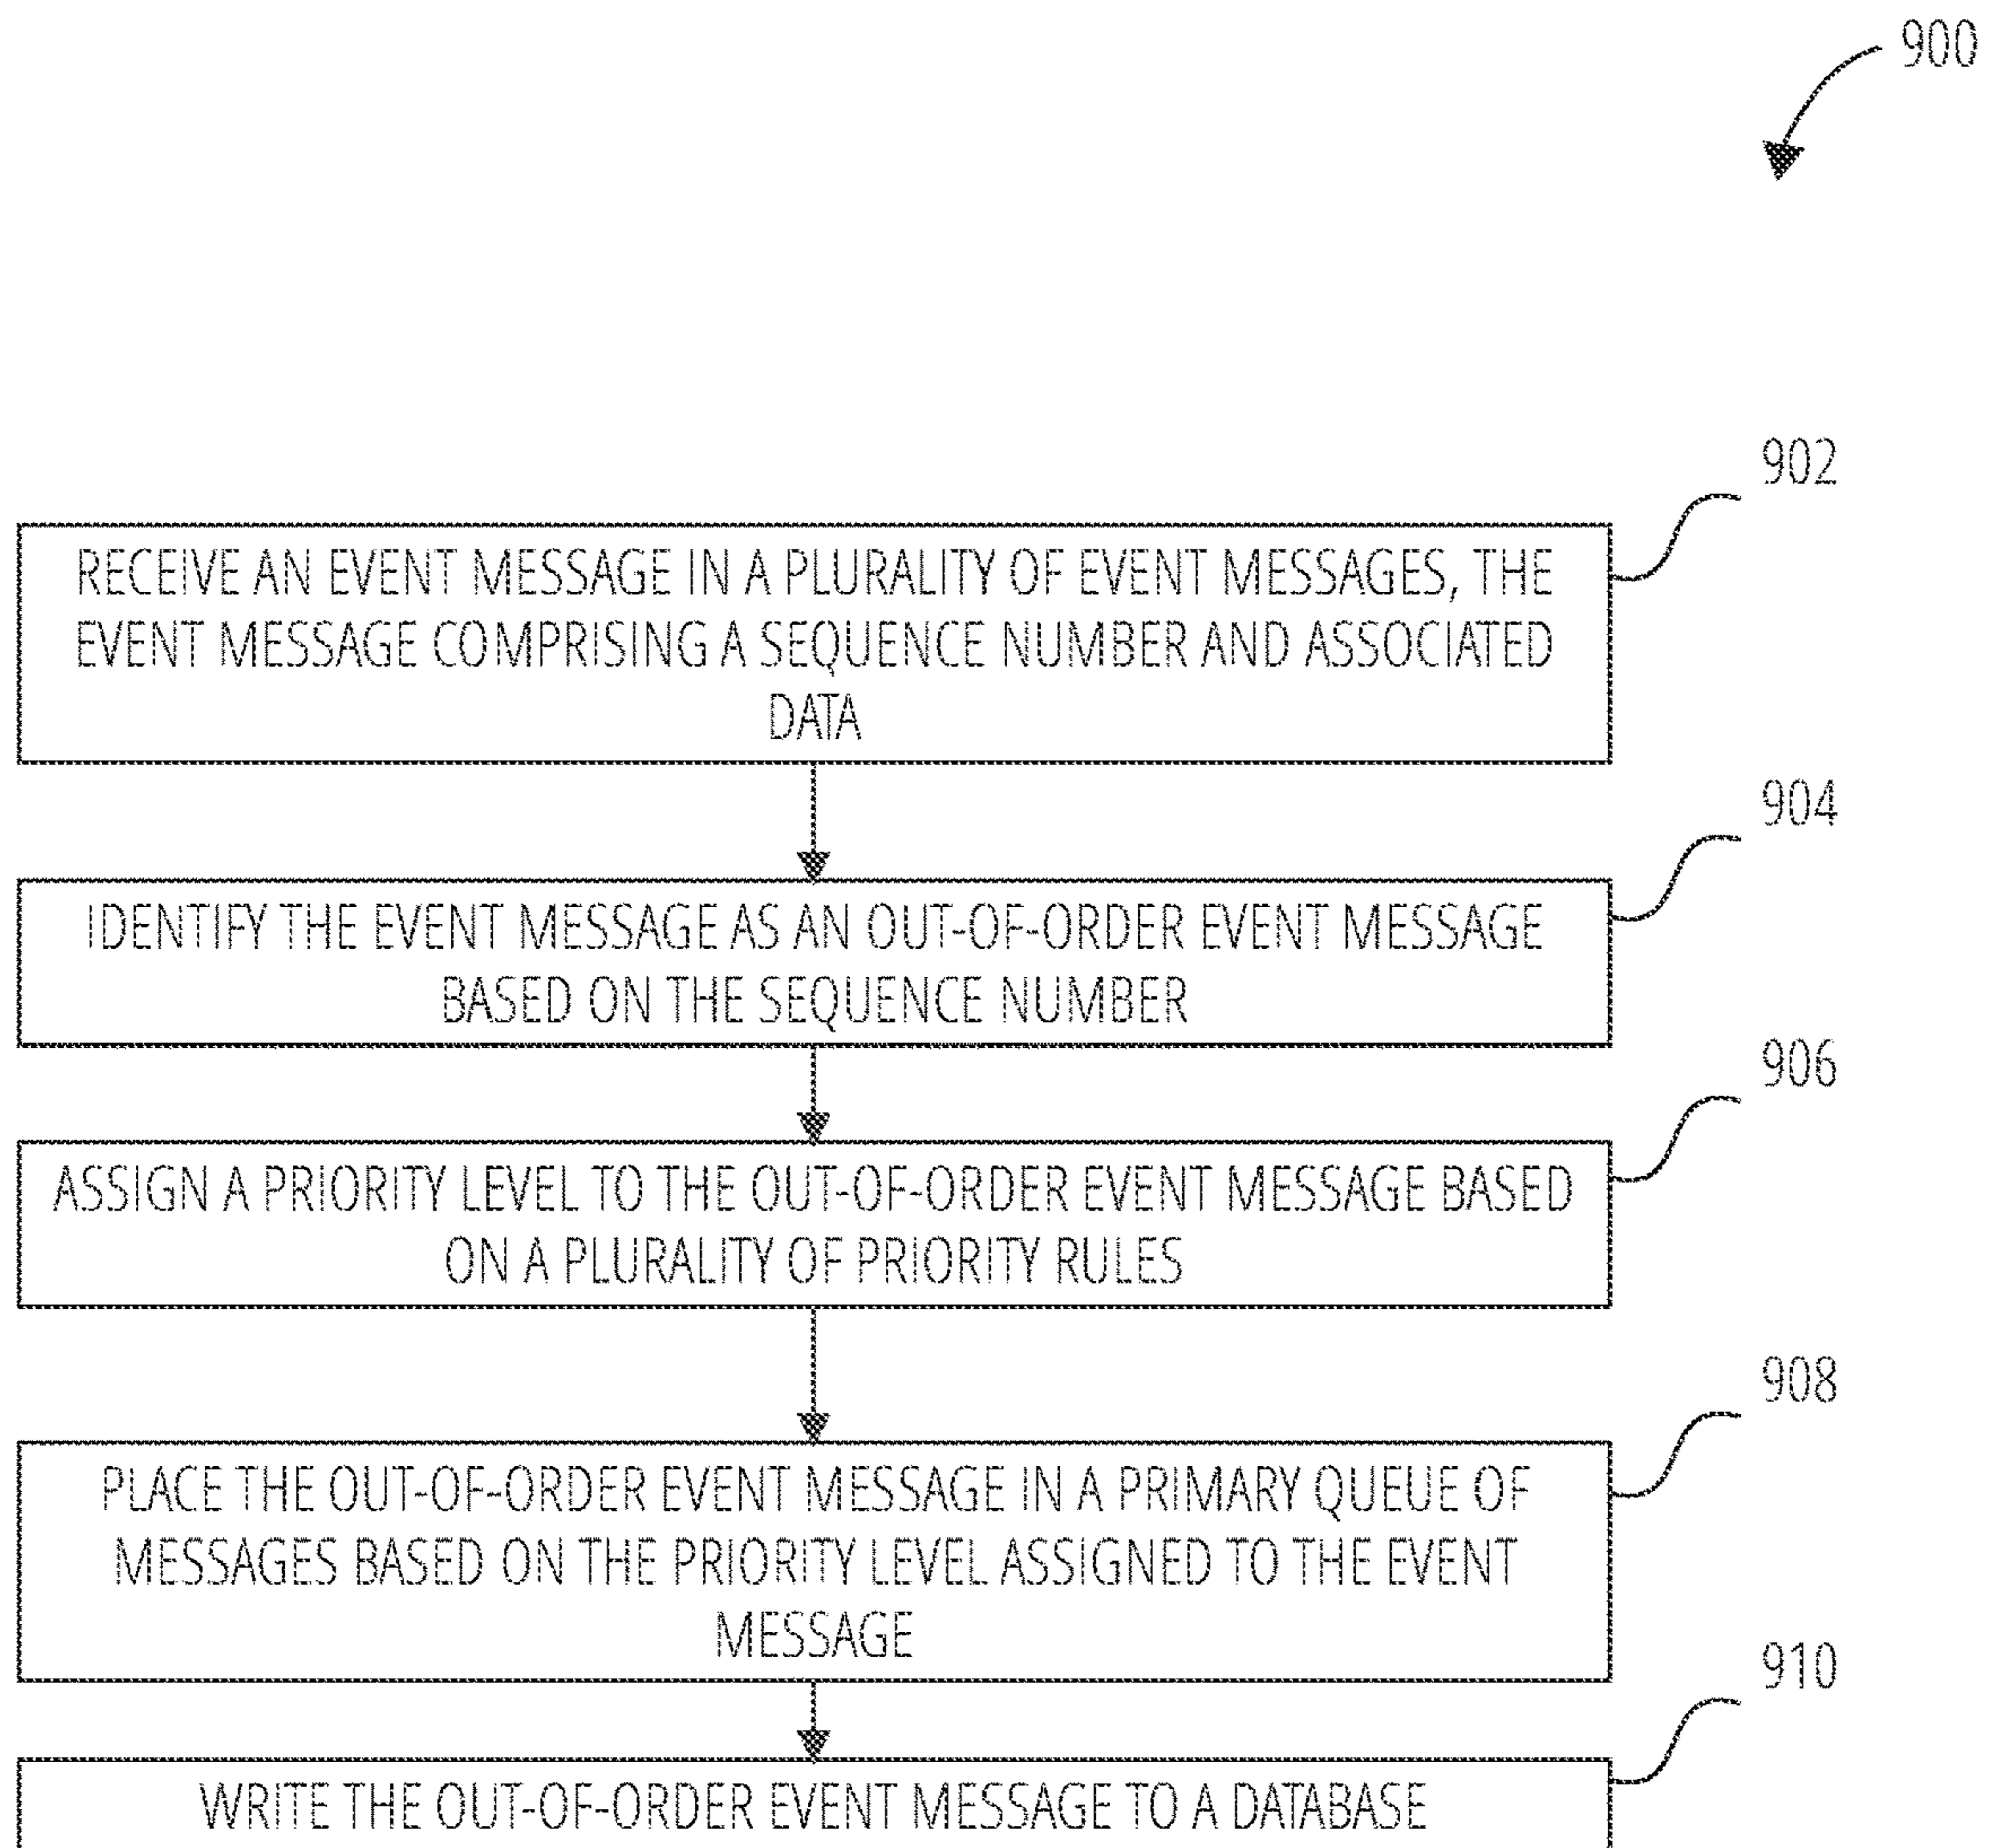 900
902
RECEIVE AN EVENT MESSAGE IN A PLURALITY OF EVENT MESSAGES, THE
EVENT MESSAGE COMPRISING A SEQUENCE NUMBER AND ASSOCIATED
DATA
904
IDENTIFY THE EVENT MESSAGE AS AN OUT-OF-ORDER EVENT MESSAGE
BASED ON THE SEQUENCE NUMBER
906
ASSIGN A PRIORITY LEVEL TO THE OUT-OF-ORDER EVENT MESSAGE BASED
ON A PLURALITY OF PRIORITY RULES
908
PLACE THE OUT-OF-ORDER EVENT MESSAGE IN A PRIMARY QUEUE OF
MESSAGES BASED ON THE PRIORITY LEVEL ASSIGNED TO THE EVENT
MESSAGE
910
WRITE THE OUT-OF-ORDER EVENT MESSAGE TO A DATABASE